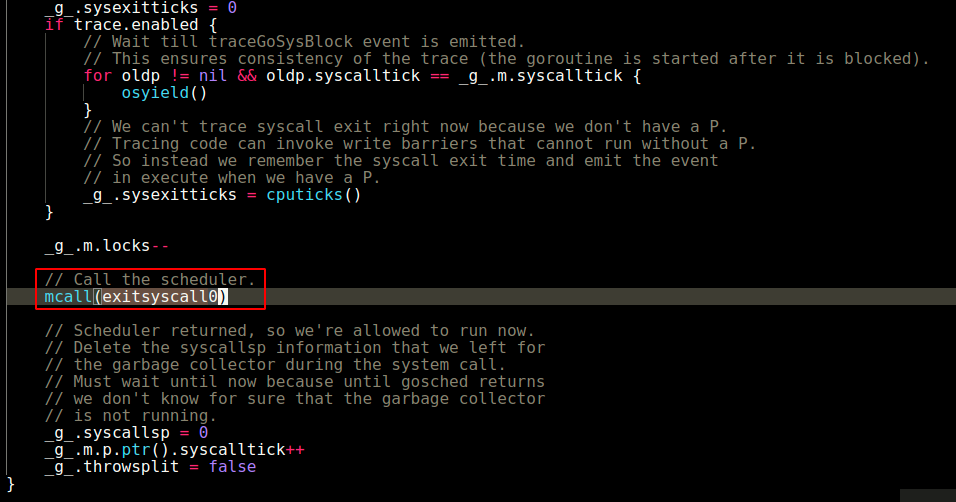 _g_.sysexitticks = 0
if trace.enabled {
// Wait till traceGoSysBlock event is emitted.
// This ensures consistency of the trace (the goroutine is started after it is blocked).
for oldp != nil && oldp.syscalltick == _g_.m.syscalltick {
osyield()
}
// We can't trace syscall exit right now because we don't have a P.
// Tracing code can invoke write barriers that cannot run without a P.
// So instead we remember the syscall exit time and emit the event
// in execute when we have a P.
_g_.sysexitticks = cputicks()
}
_g_.m.locks--
// Call the scheduler.
mcall(exitsyscall0)
// Scheduler returned, so we're allowed to run now.
// Delete the syscallsp information that we left for
// the garbage collector during the system call.
// Must wait until now because until gosched returns
// we don't know for sure that the garbage collector
// is not running.
_g_.syscallsp = 0
_g_.m.p.ptr().syscalltick++
_g_.throwsplit = false
}